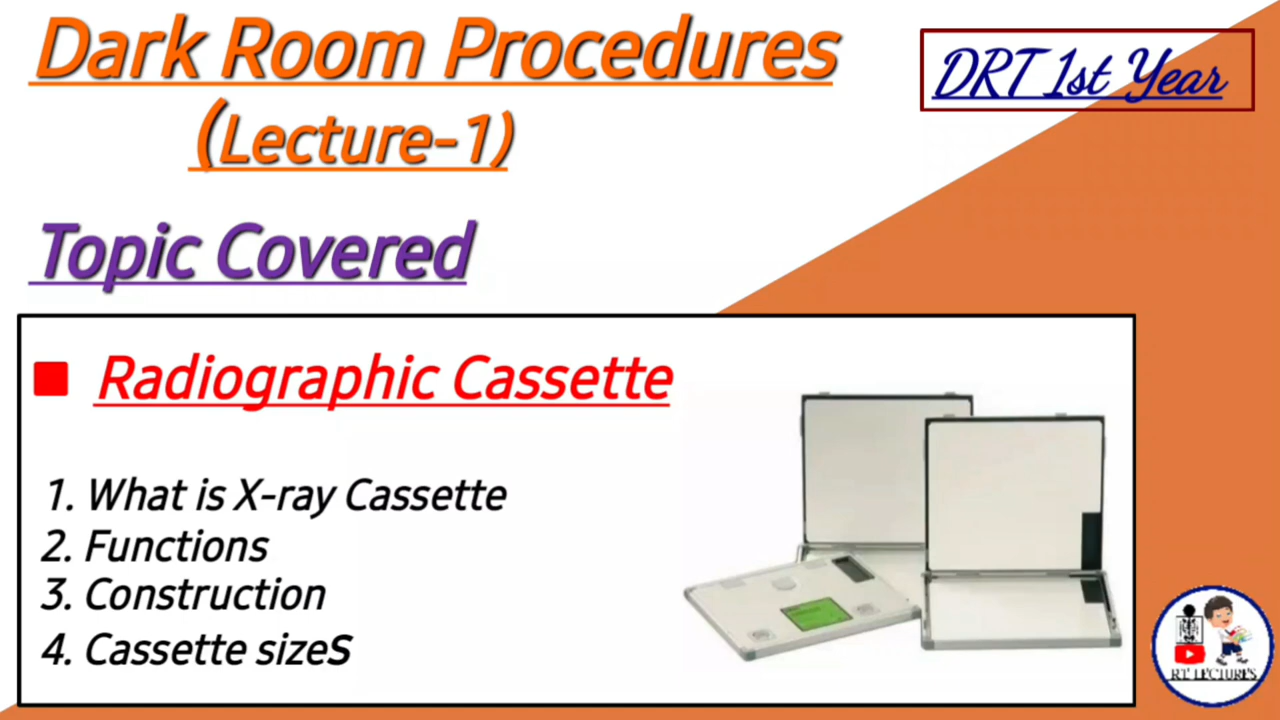 Dark Room Procedures
(Lecture-1)
DRT 1st Year
Topic Covered
Radiographic Cassette
1. What is X-ray Cassette
2. Functions
3. Construction
4. Cassette sizeS
RT LECTURES